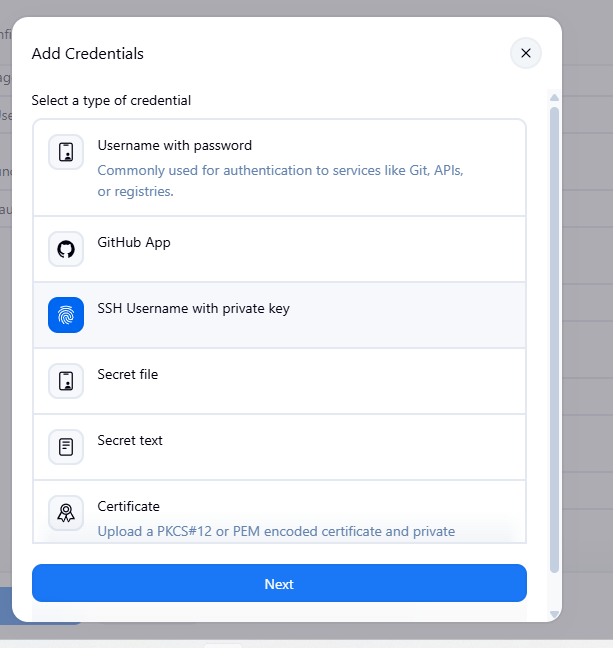 Add Credentials
Select a type of credential
Username with password
Commonly used for authentication to services like Git, APIs,
or registries.
GitHub App
SSH Username with private key
Secret file
Secret text
Certificate
Upload a PKCS#12 or PEM encoded certificate and private
Next